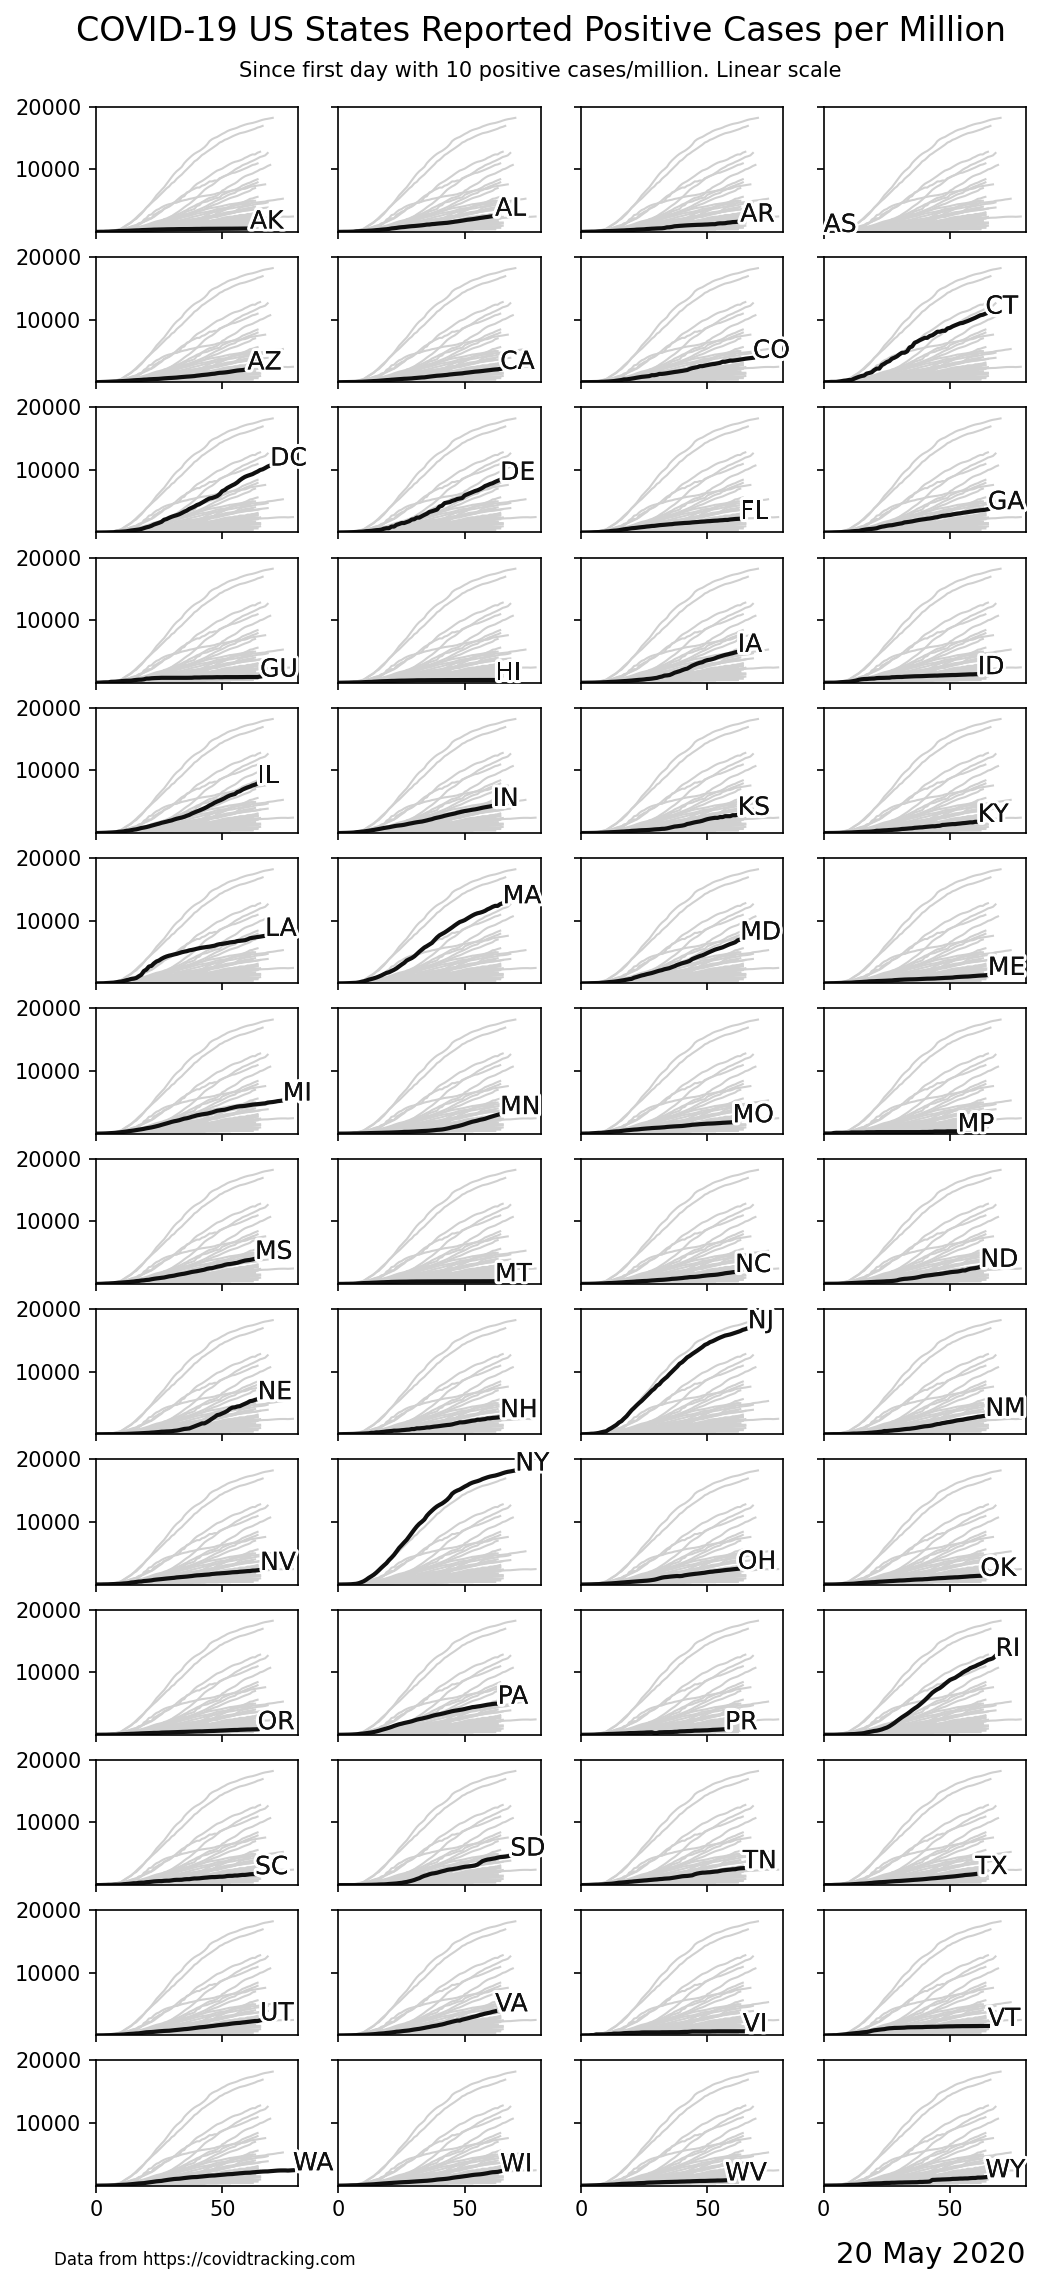 COVID-19 US States Reported Positive Cases per Million
Since first day with 10 positive cases/million. Linear scale
20000
10000
AK
AL
AR
AS
20000
10000
AZ
CA
CO
CT
20000
10000
DC
DE
FL
GA
20000
10000
GU
HI
IA
ID
20000
10000
IL
IN
KS
KY
20000
10000
LA
MA
MD
ME
20000
10000
MI
MN
MO
MP
20000
10000
MS
MT
NC
ND
20000
10000
NE
NH
NJ
NM
20000
10000
NV
NY
OH
OK
20000
10000
OR
PA
PR
RI
20000
10000
SC
SD
TN
TX
20000
10000
UT
VA
VI
VT
20000
10000
WA
WI
WV
WY
0 50 0 50 0 50 0 50
Data from https://covidtracking.com
20 May 2020